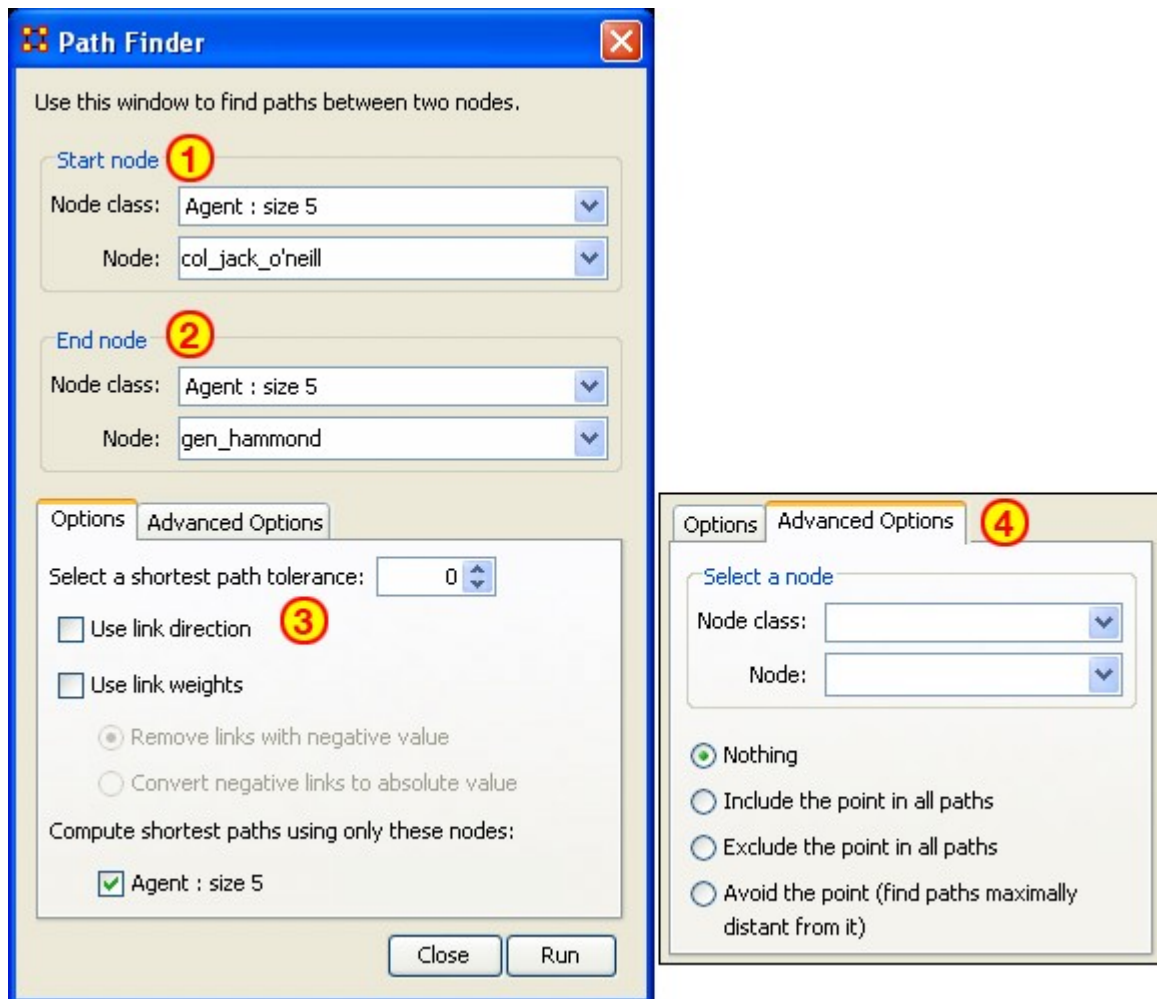 Path Finder
Use this window to find paths between two nodes.
Start node 1
Node class: Agent : size 5
Node: col_jack_o'neill
End node 2
Node class: Agent : size 5
Node: gen_hammond
Options Advanced Options
Select a shortest path tolerance: 0
3
Use link direction
Use link weights
Remove links with negative value
Convert negative links to absolute value
Compute shortest paths using only these nodes:
Agent : size 5
Close Run
Options Advanced Options 4
Select a node
Node class:
Node:
Nothing
Include the point in all paths
Exclude the point in all paths
Avoid the point (find paths maximally
distant from it)